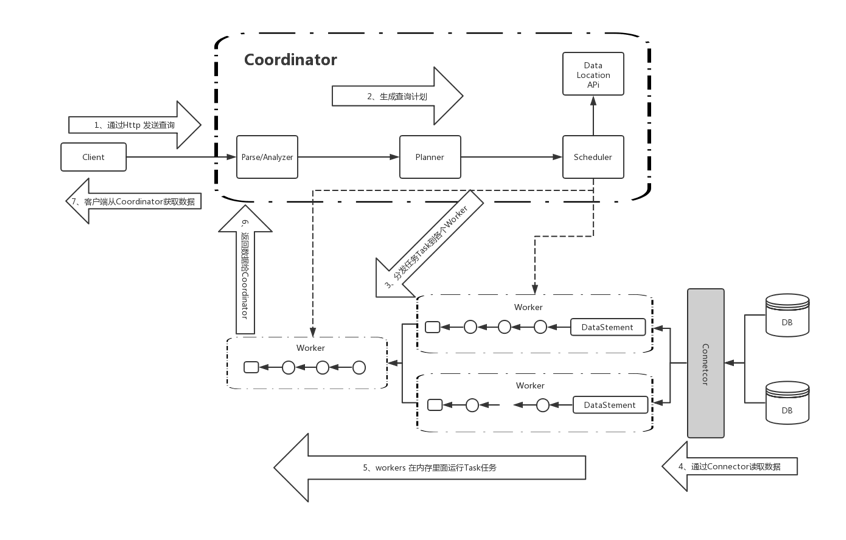 Coordinator
Data
Location
APi
2、生成查询计划
1、通过Http 发送查询
Client
Parse/Analyzer
Planner
Scheduler
7、客户端从Coordinator获取数据
6、返回数据给Coordinator
3、分发任务Task到各个Worker
Worker
DataStement
Worker
Worker
DataStement
Connetcor
DB
DB
5、workers 在内存里面运行Task任务
4、通过Connector读取数据